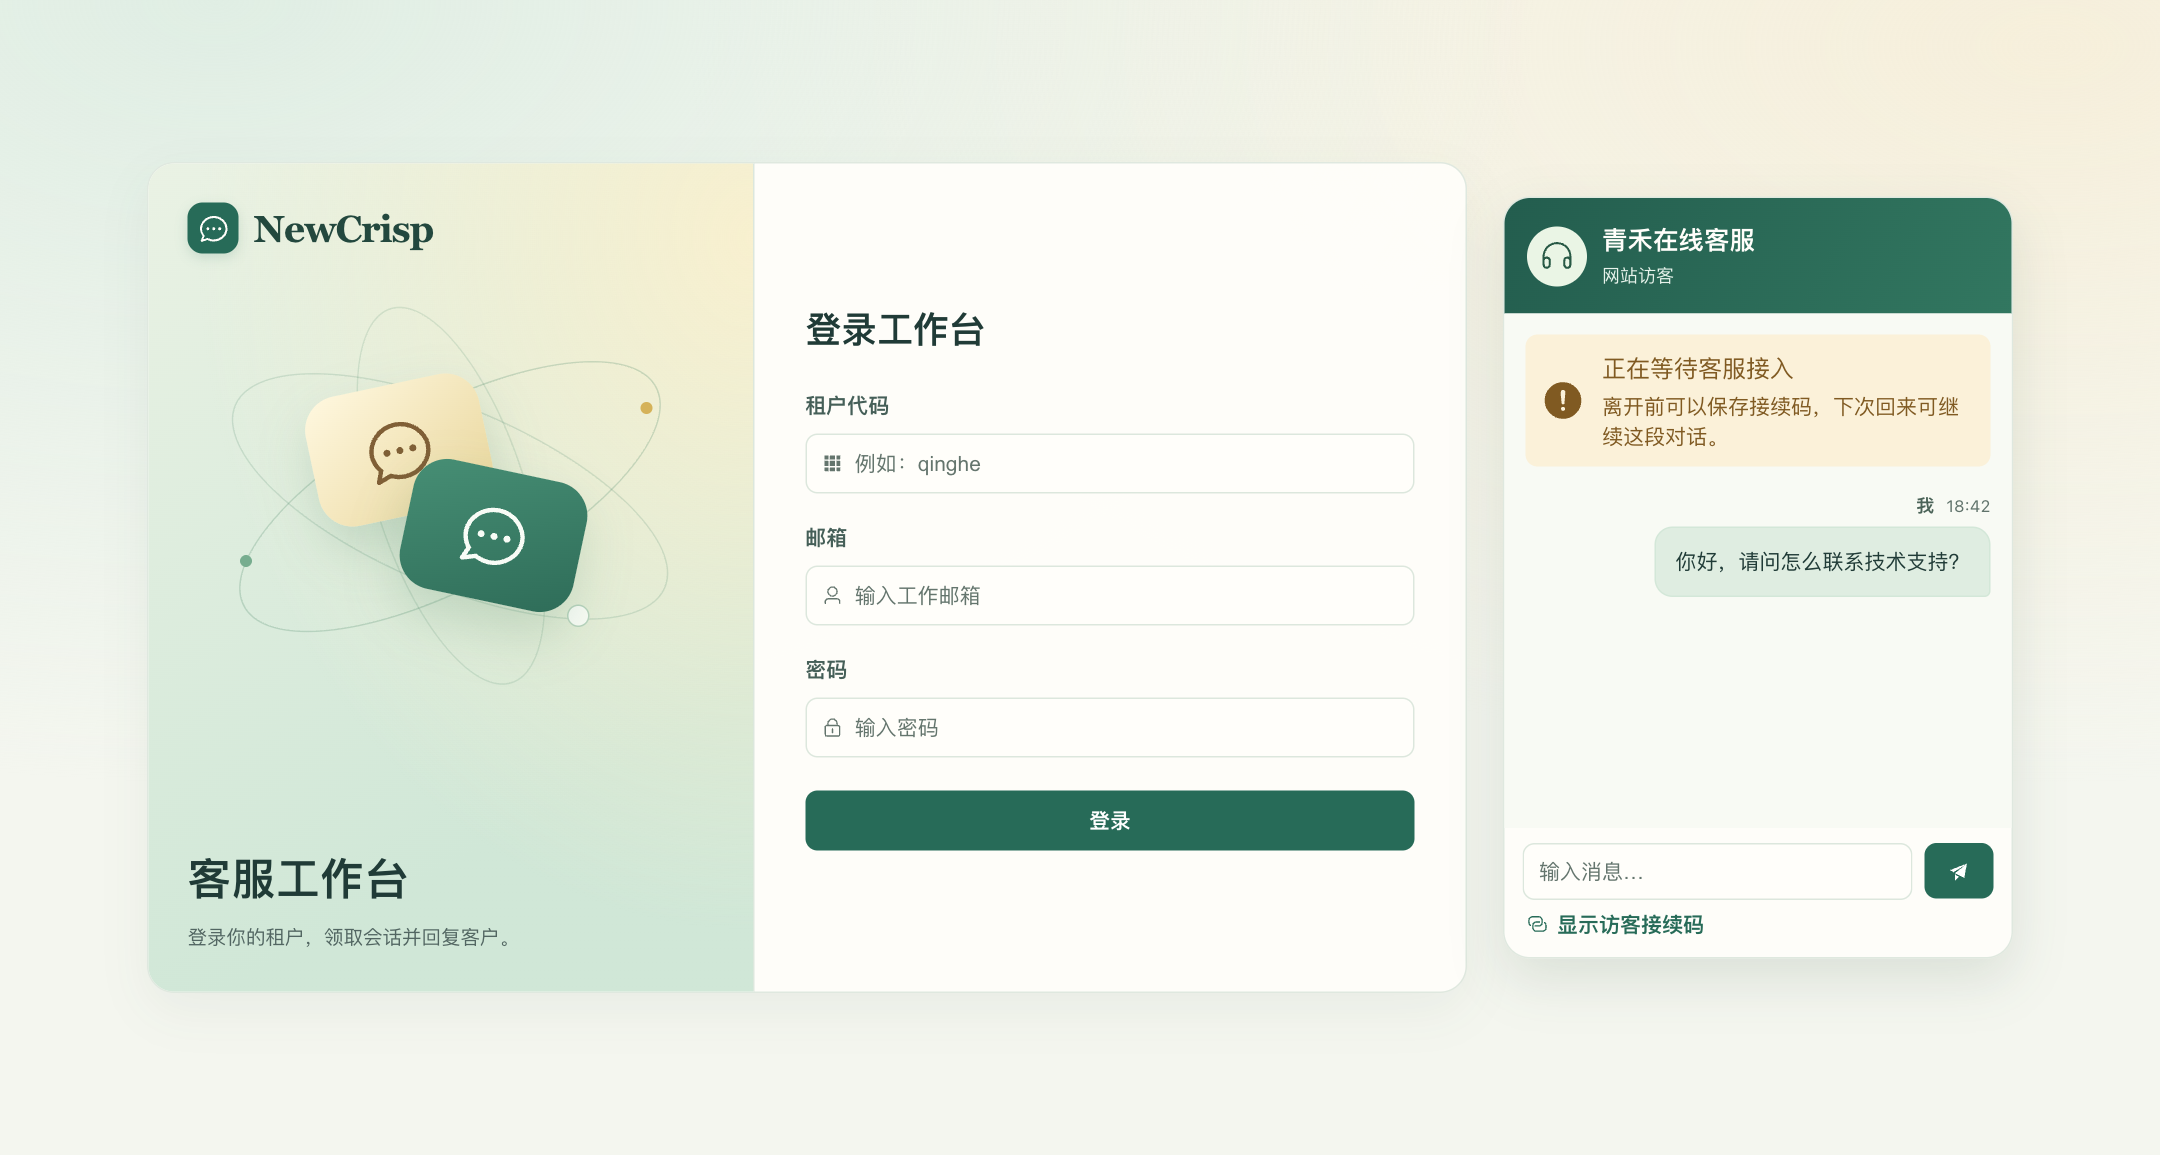 NewCrisp
客服工作台
登录你的租户，领取会话并回复客户。
登录工作台
租户代码
例如：qinghe
邮箱
输入工作邮箱
密码
输入密码
登录
青禾在线客服
网站访客
正在等待客服接入
离开前可以保存接续码，下次回来可继
续这段对话。
我 18:42
你好，请问怎么联系技术支持？
输入消息...
显示访客接续码